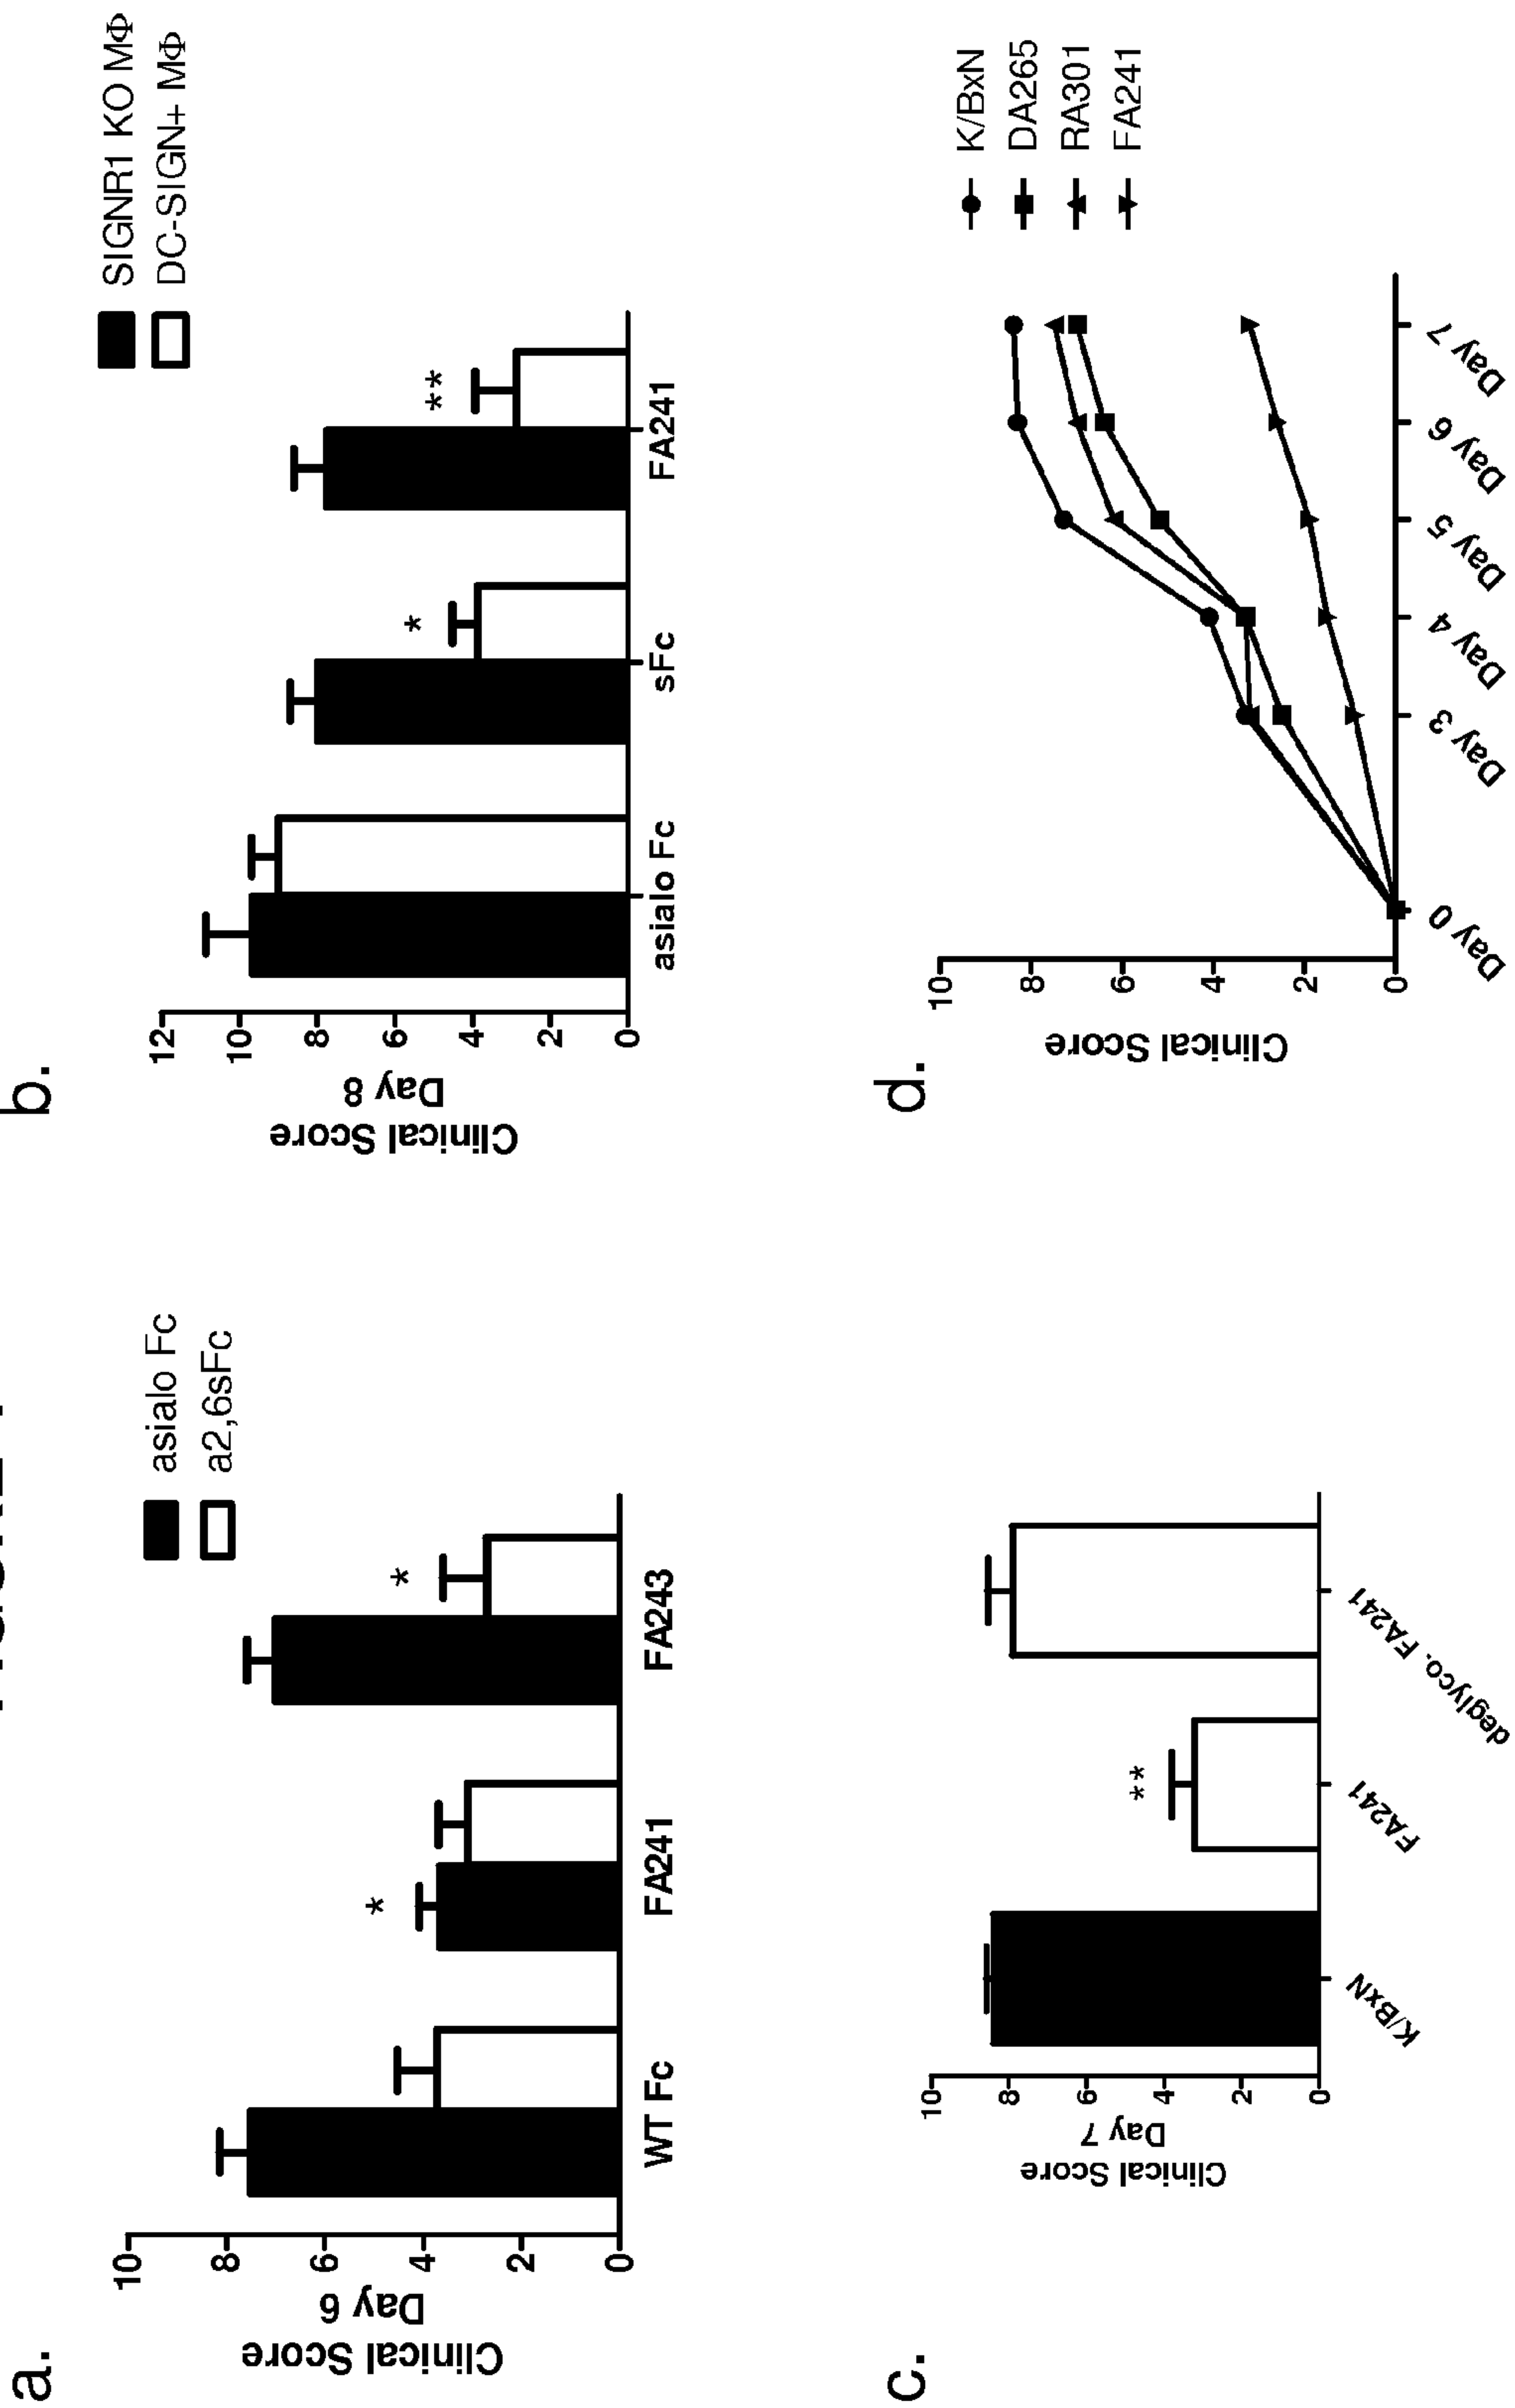 a.
asialo Fc
a2,6sFc
Clinical Score
Day 6
10
8
6
4
2
0
*
*
WT Fc
FA241
FA243
b.
SIGNR1 KO MΦ
DC-SIGN+ MΦ
Clinical Score
Day 8
12
10
8
6
4
2
0
*
**
asialo Fc
sFc
FA241
c.
Clinical Score
Day 7
10
8
6
4
2
0
**
K/BxN
FA241
deglyco. FA241
d.
K/BxN
DA265
RA301
FA241
Clinical Score
10
8
6
4
2
0
Day 0
Day 3
Day 4
Day 5
Day 6
Day 7